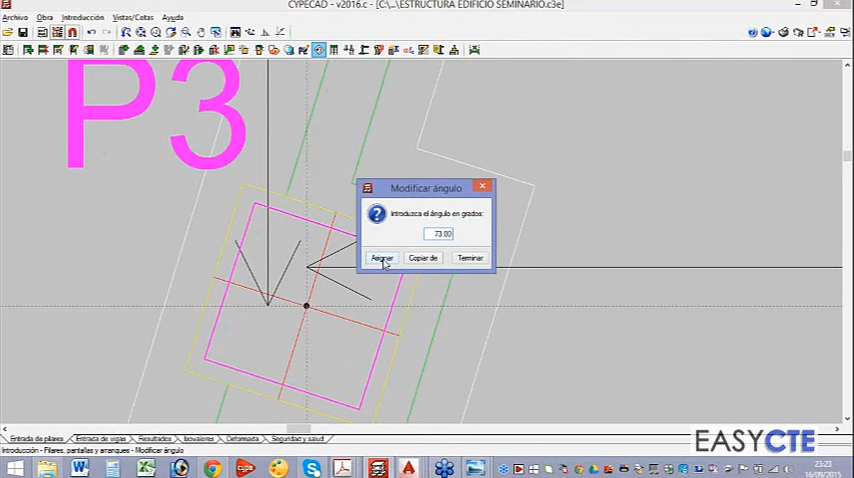 CYPECAD - v2016.c - [C:\...\ESTRUCTURA EDIFICIO SEMINARIO.c3e]
Archivo Obra Introducción Vistas/Cotas Ayuda
P3
Modificar ángulo
Introduzca el ángulo en grados:
73.00
Asignar Copiar de Terminar
Entrada de pilares Entrada de vigas Resultados Isovalores Deformada Seguridad y salud
Introducción - Pilares, pantallas y arranques - Modificar ángulo
EASYCTE
23:23
16/09/2015